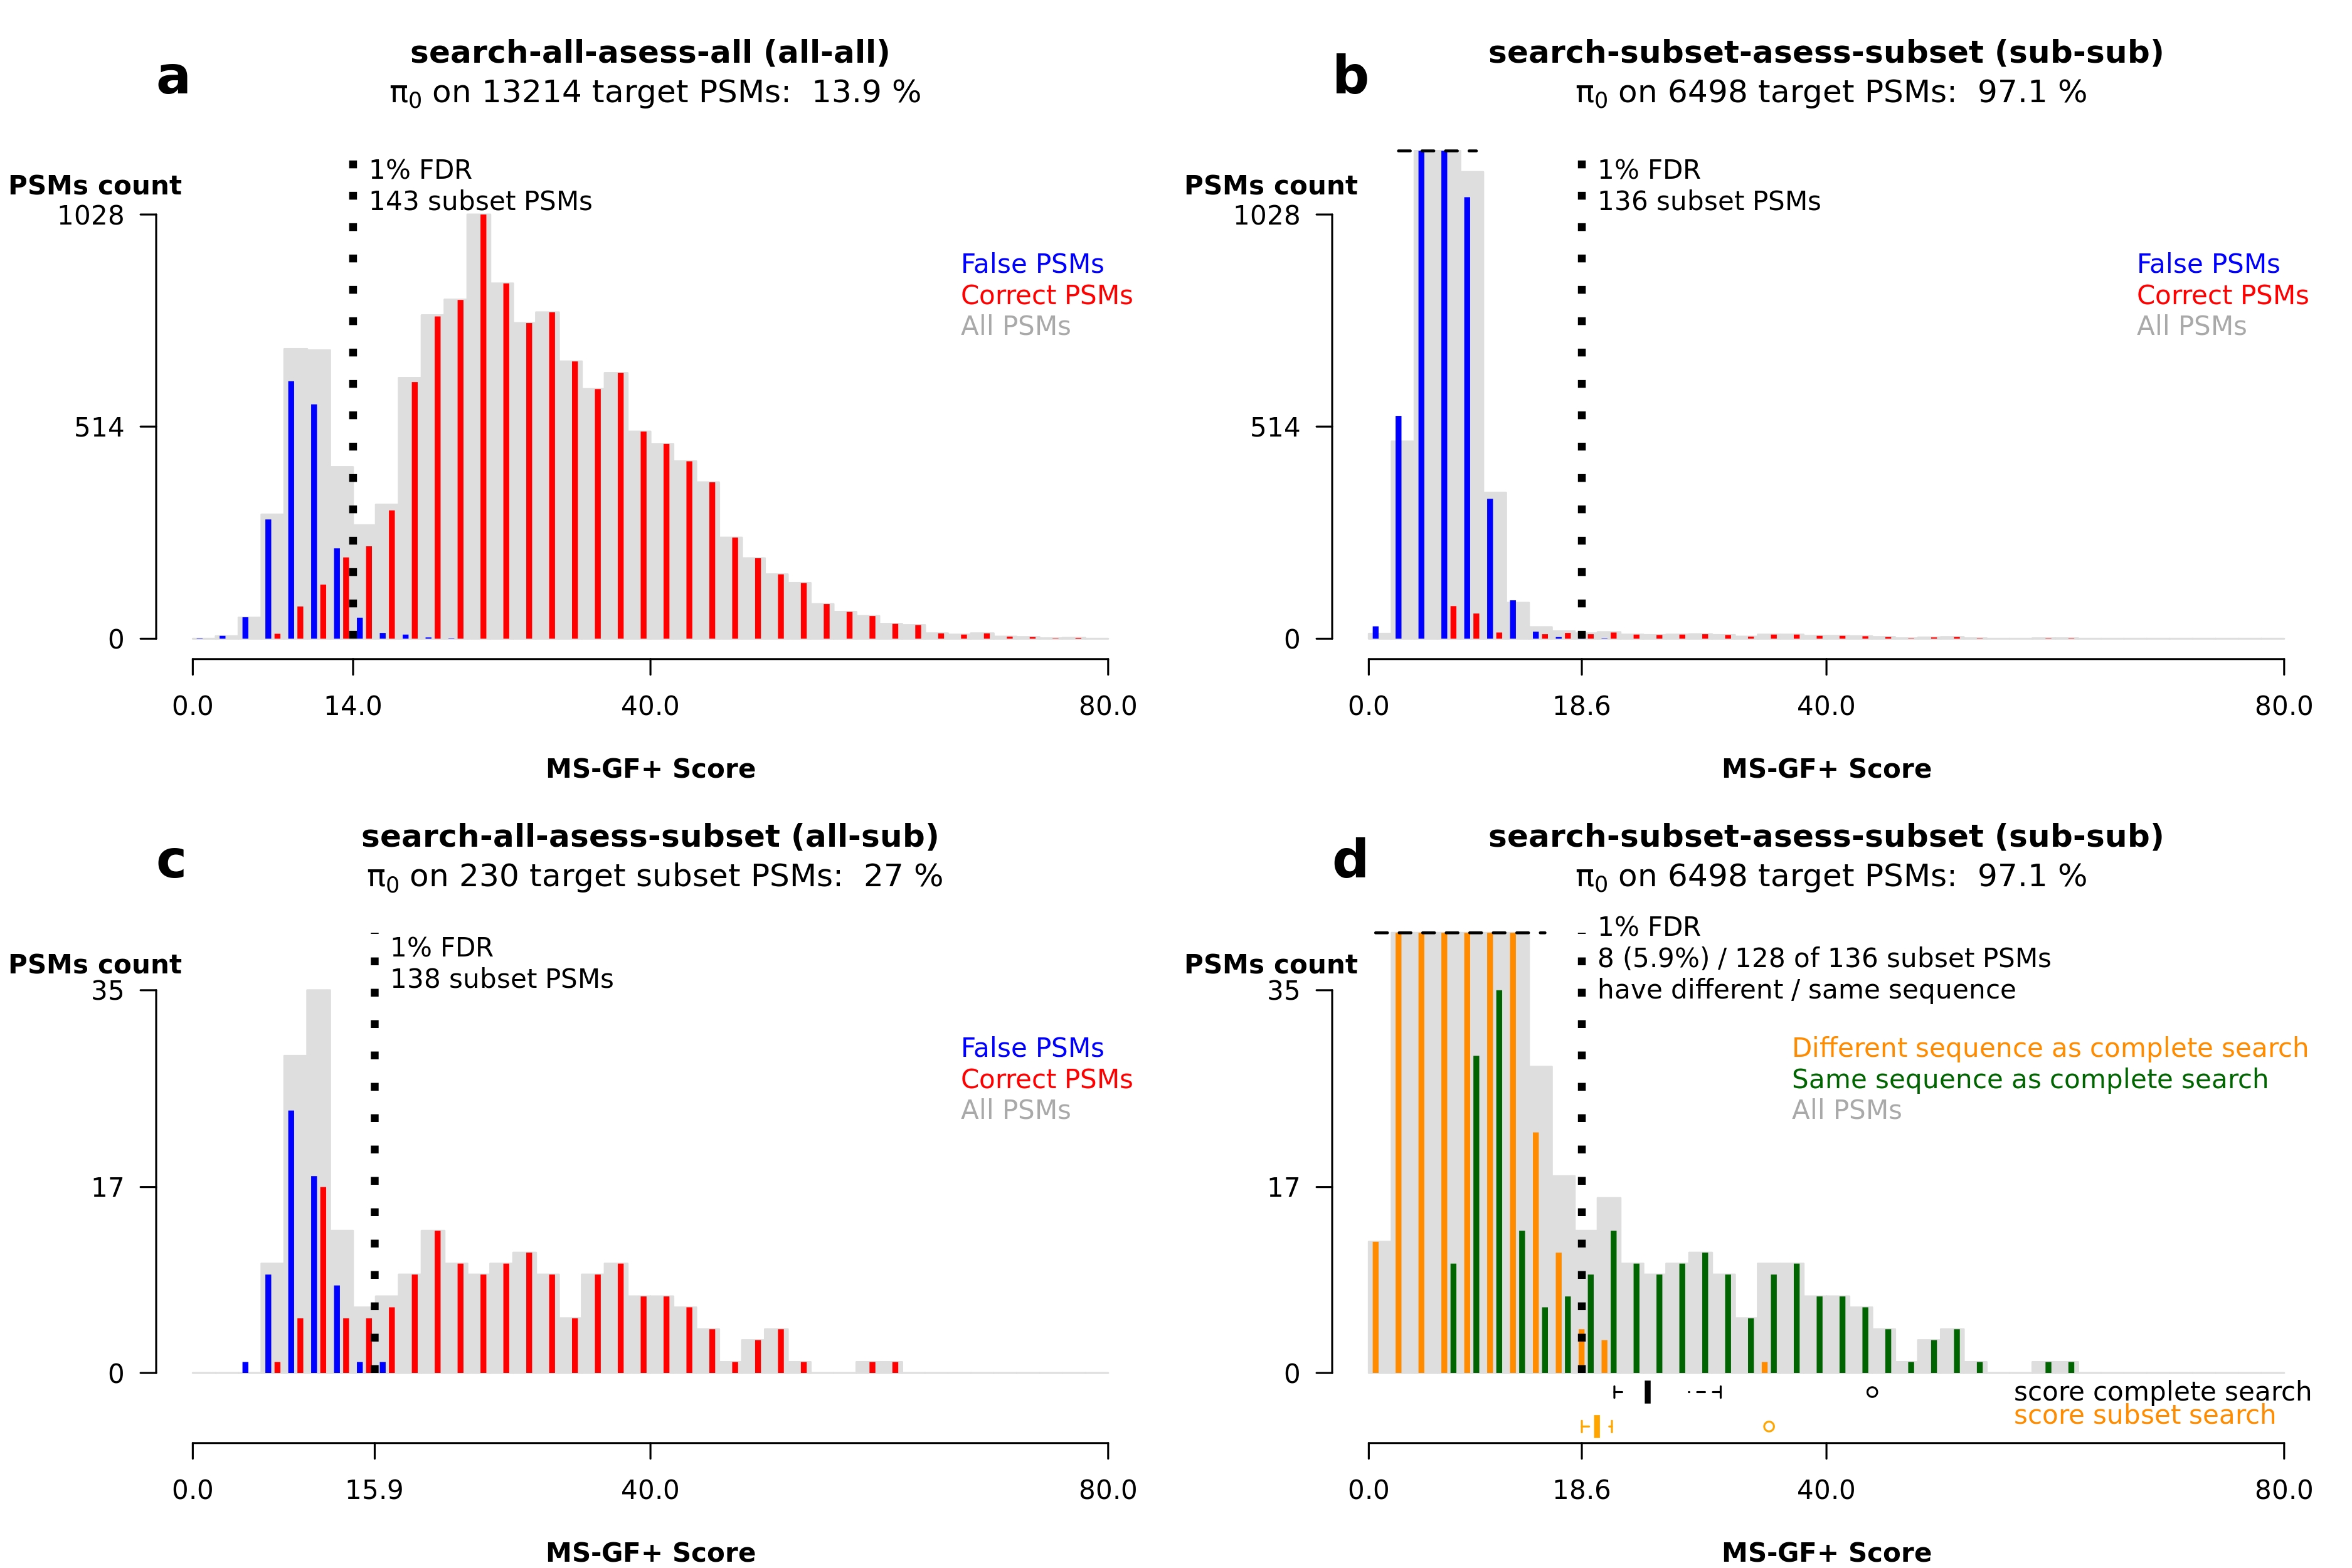 a
search-all-asess-all (all-all)
π0 on 13214 target PSMs:  13.9 %
PSMs count
1028
514
0
1% FDR
143 subset PSMs
False PSMs
Correct PSMs
All PSMs
0.0
14.0
40.0
80.0
MS-GF+ Score
b
search-subset-asess-subset (sub-sub)
π0 on 6498 target PSMs:  97.1 %
PSMs count
1028
514
0
1% FDR
136 subset PSMs
False PSMs
Correct PSMs
All PSMs
0.0
18.6
40.0
80.0
MS-GF+ Score
c
search-all-asess-subset (all-sub)
π0 on 230 target subset PSMs:  27 %
PSMs count
35
17
0
1% FDR
138 subset PSMs
False PSMs
Correct PSMs
All PSMs
0.0
15.9
40.0
80.0
MS-GF+ Score
d
search-subset-asess-subset (sub-sub)
π0 on 6498 target PSMs:  97.1 %
PSMs count
35
17
0
1% FDR
8 (5.9%) / 128 of 136 subset PSMs
have different / same sequence
Different sequence as complete search
Same sequence as complete search
All PSMs
score complete search
score subset search
0.0
18.6
40.0
80.0
MS-GF+ Score